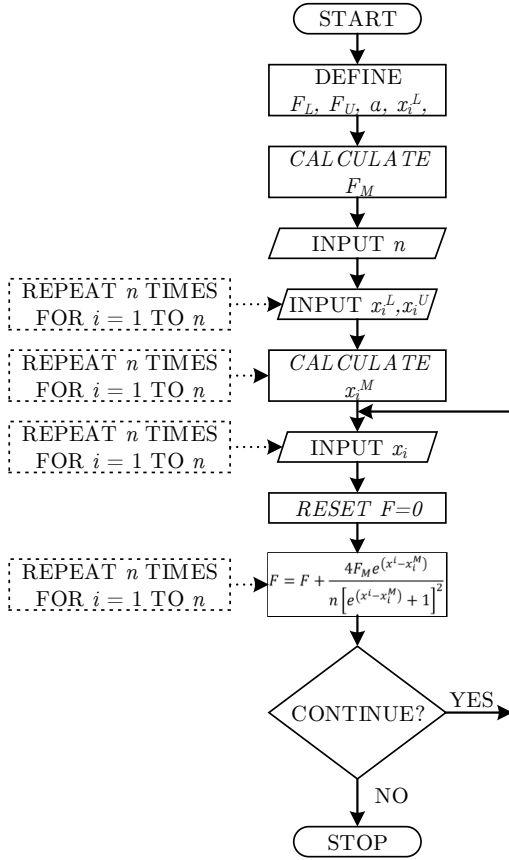 START
DEFINE
F_L, F_U, a, x_i^L,
CALCULATE
F_M
INPUT n
REPEAT n TIMES
FOR i = 1 TO n
INPUT x_i^L,x_i^U
REPEAT n TIMES
FOR i = 1 TO n
CALCULATE
x_i^M
REPEAT n TIMES
FOR i = 1 TO n
INPUT x_i
RESET F=0
REPEAT n TIMES
FOR i = 1 TO n
F = F + \frac{4F_M e^{(x^i-x_i^M)}}{n[e^{(x^i-x_i^M)} + 1]^2}
CONTINUE?
YES
NO
STOP